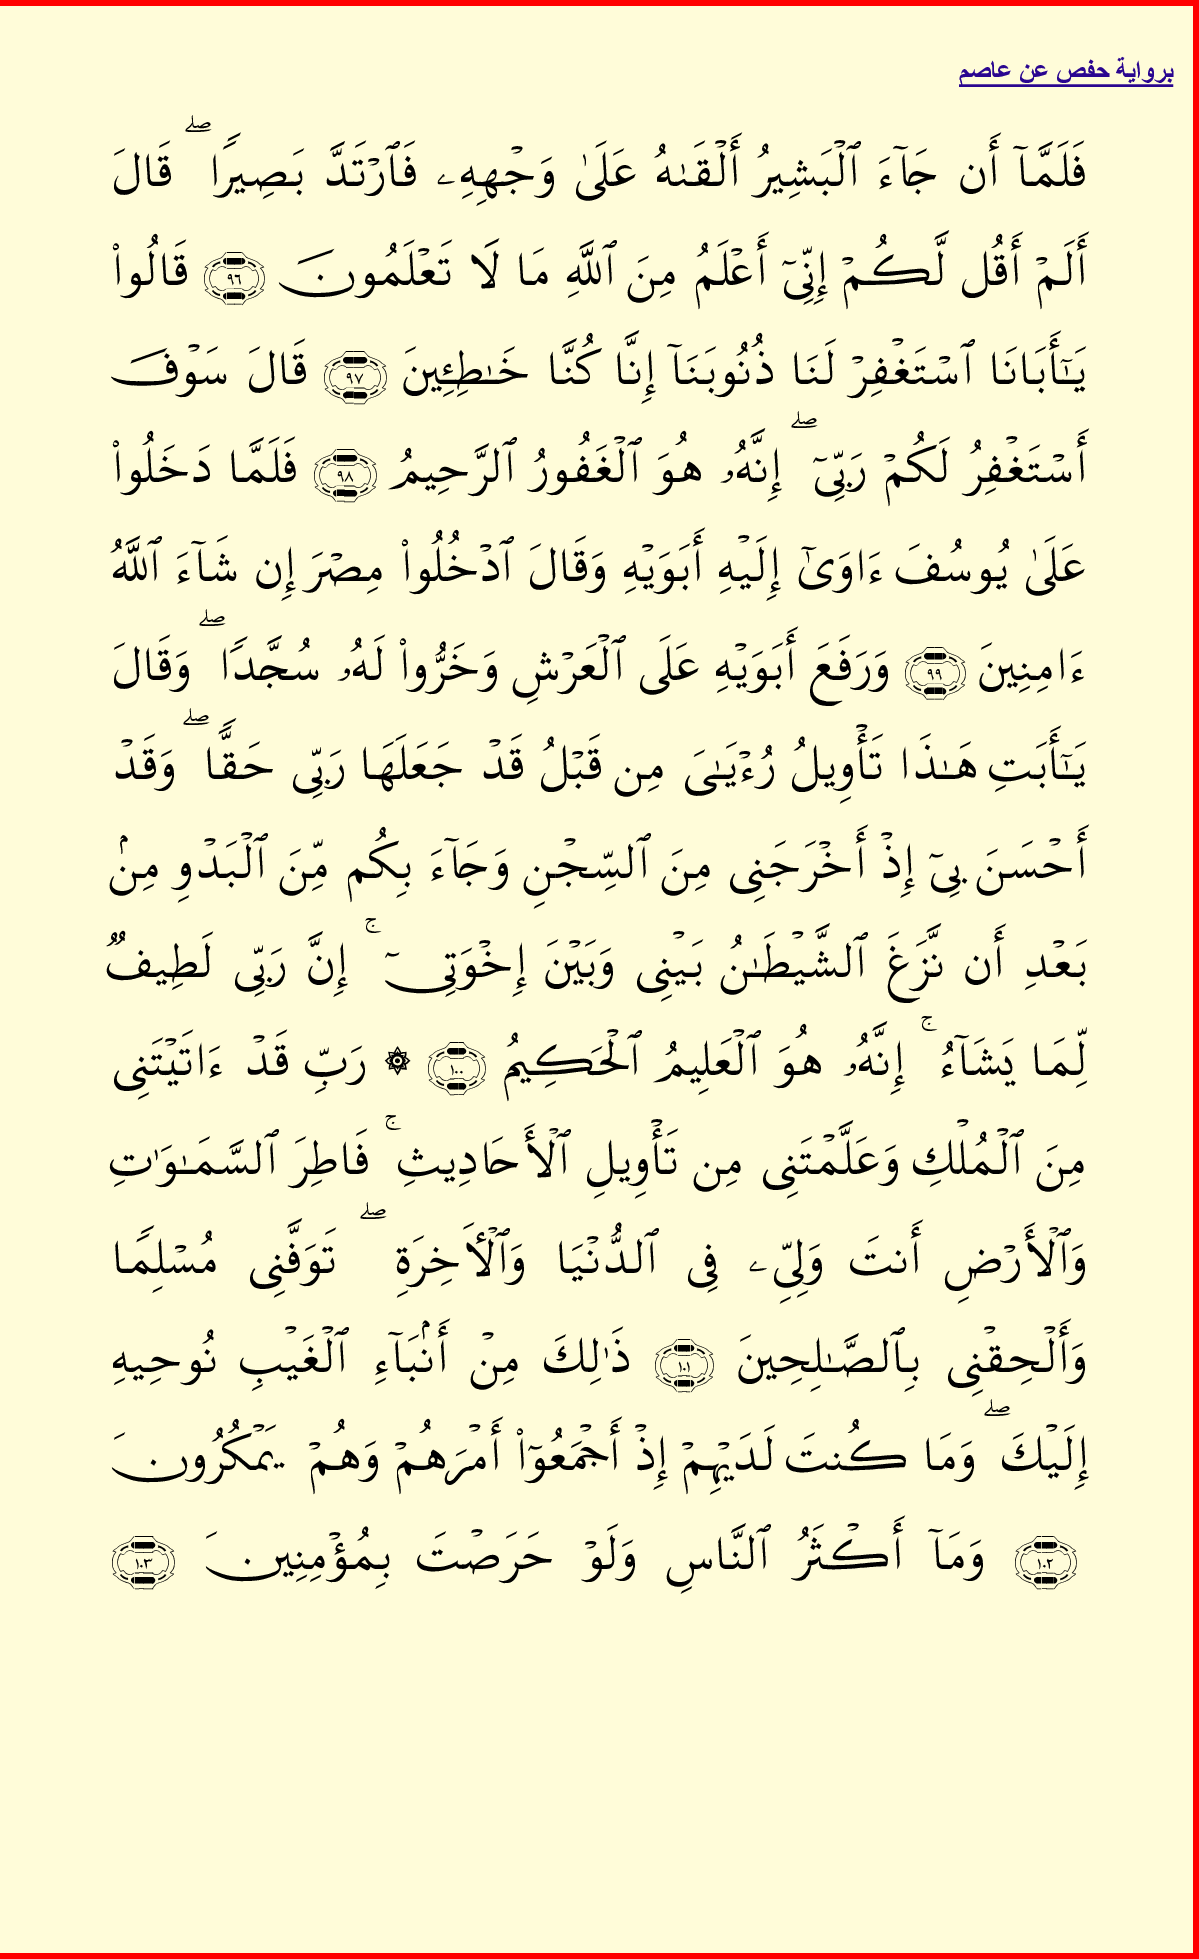 برواية حفص عن عاصم
فَلَمَّآ أَن جَآءَ ٱلۡبَشِيرُ أَلۡقَىٰهُ عَلَىٰ وَجۡهِهِۦ فَٱرۡتَدَّ بَصِيرٗاۖ قَالَ
أَلَمۡ أَقُل لَّكُمۡ إِنِّيٓ أَعۡلَمُ مِنَ ٱللَّهِ مَا لَا تَعۡلَمُونَ ٩٦ قَالُواْ
يَٰٓأَبَانَا ٱسۡتَغۡفِرۡ لَنَا ذُنُوبَنَآ إِنَّا كُنَّا خَٰطِـِٔينَ ٩٧ قَالَ سَوۡفَ
أَسۡتَغۡفِرُ لَكُمۡ رَبِّيٓۖ إِنَّهُۥ هُوَ ٱلۡغَفُورُ ٱلرَّحِيمُ ٩٨ فَلَمَّا دَخَلُواْ
عَلَىٰ يُوسُفَ ءَاوَىٰٓ إِلَيۡهِ أَبَوَيۡهِ وَقَالَ ٱدۡخُلُواْ مِصۡرَ إِن شَآءَ ٱللَّهُ
ءَامِنِينَ ٩٩ وَرَفَعَ أَبَوَيۡهِ عَلَى ٱلۡعَرۡشِ وَخَرُّواْ لَهُۥ سُجَّدٗاۖ وَقَالَ
يَٰٓأَبَتِ هَٰذَا تَأۡوِيلُ رُءۡيَٰيَ مِن قَبۡلُ قَدۡ جَعَلَهَا رَبِّي حَقّٗاۖ وَقَدۡ
أَحۡسَنَ بِيٓ إِذۡ أَخۡرَجَنِي مِنَ ٱلسِّجۡنِ وَجَآءَ بِكُم مِّنَ ٱلۡبَدۡوِ مِنۢ
بَعۡدِ أَن نَّزَغَ ٱلشَّيۡطَٰنُ بَيۡنِي وَبَيۡنَ إِخۡوَتِيٓۚ إِنَّ رَبِّي لَطِيفٞ
لِّمَا يَشَآءُۚ إِنَّهُۥ هُوَ ٱلۡعَلِيمُ ٱلۡحَكِيمُ ١٠٠ ۞ رَبِّ قَدۡ ءَاتَيۡتَنِي
مِنَ ٱلۡمُلۡكِ وَعَلَّمۡتَنِي مِن تَأۡوِيلِ ٱلۡأَحَادِيثِۚ فَاطِرَ ٱلسَّمَٰوَٰتِ
وَٱلۡأَرۡضِ أَنتَ وَلِيِّۦ فِي ٱلدُّنۡيَا وَٱلۡأٓخِرَةِۖ تَوَفَّنِي مُسۡلِمٗا
وَأَلۡحِقۡنِي بِٱلصَّٰلِحِينَ ١٠١ ذَٰلِكَ مِنۡ أَنۢبَآءِ ٱلۡغَيۡبِ نُوحِيهِ
إِلَيۡكَۖ وَمَا كُنتَ لَدَيۡهِمۡ إِذۡ أَجۡمَعُوٓاْ أَمۡرَهُمۡ وَهُمۡ يَمۡكُرُونَ
١٠٢ وَمَآ أَكۡثَرُ ٱلنَّاسِ وَلَوۡ حَرَصۡتَ بِمُؤۡمِنِينَ ١٠٣